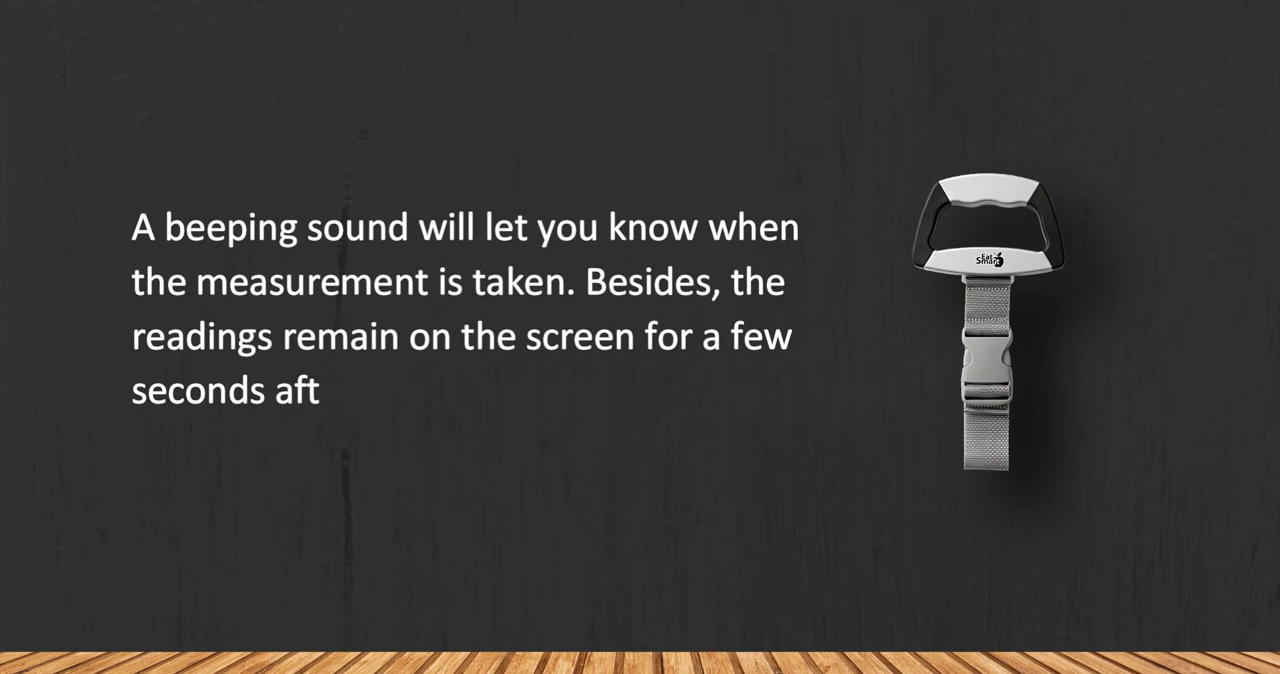 A beeping sound will let you know when
the measurement is taken. Besides, the
readings remain on the screen for a few
seconds aft
Eat
Smart